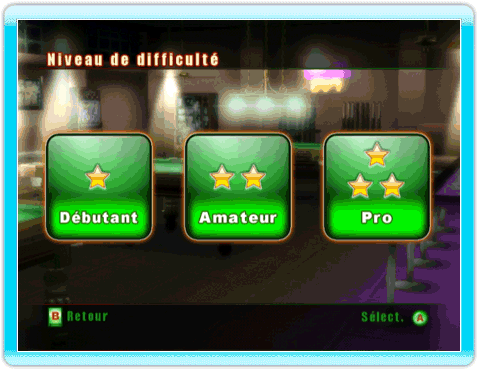 Niveau de difficulté
Débutant Amateur Pro
B Retour Sélect. A